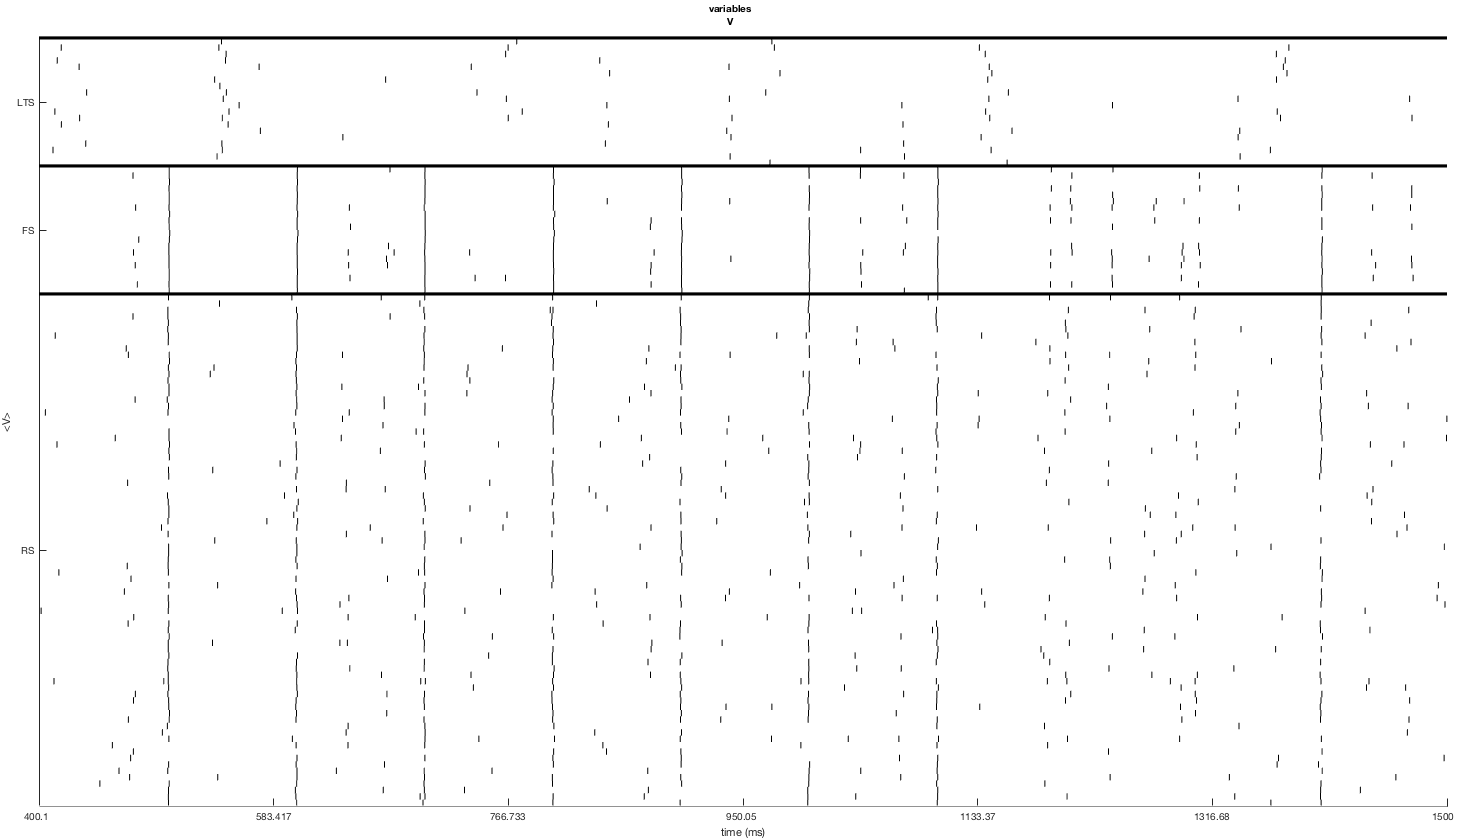 variables
V
LTS
FS
RS
<V>
400.1
583.417
766.733
950.05
1133.37
1316.68
1500
time (ms)